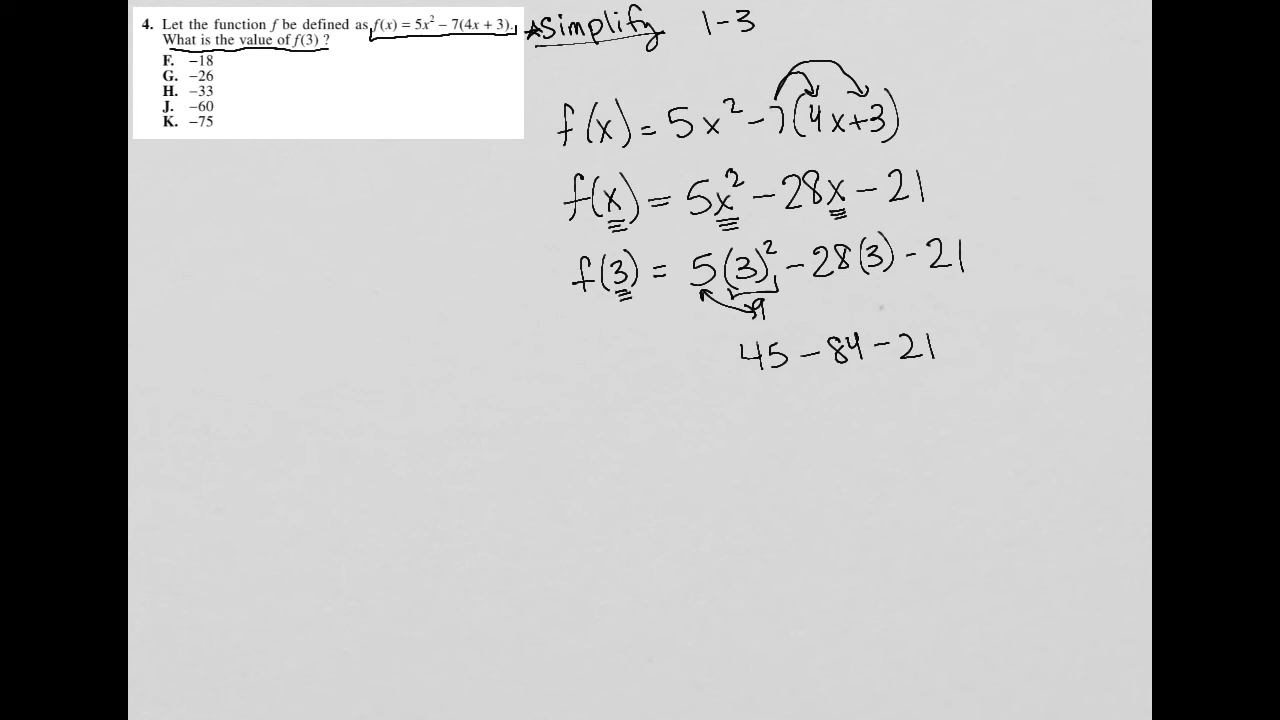 4. Let the function f be defined as f(x) = 5x² − 7(4x + 3).
What is the value of f(3) ?
F. −18
G. −26
H. −33
J. −60
K. −75
*Simplify 1-3
f(x) = 5x² - 7(4x+3)
f(x) = 5x² - 28x - 21
f(3) = 5(3)² - 28(3) - 21
9
45 - 84 - 21